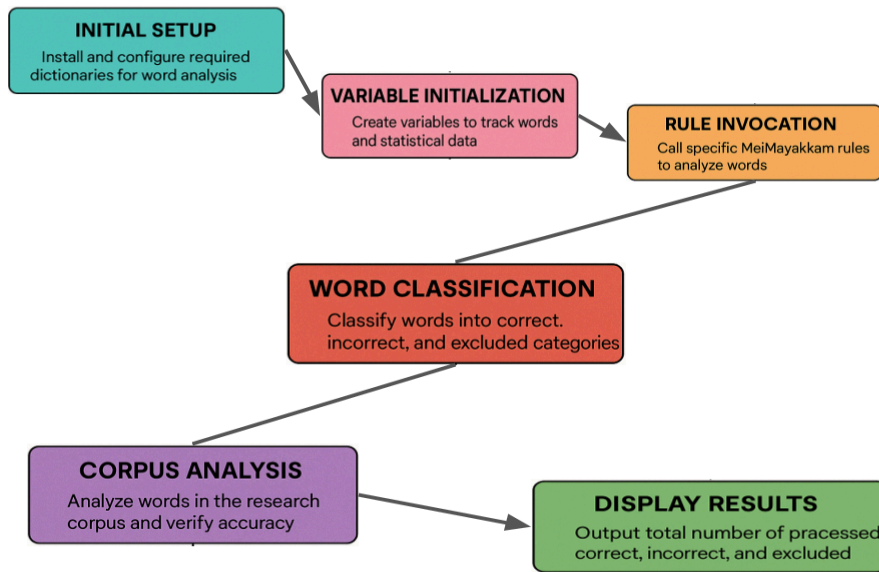 INITIAL SETUP
Install and configure required
dictionaries for word analysis
VARIABLE INITIALIZATION
Create variables to track words
and statistical data
RULE INVOCATION
Call specific MeiMayakkam rules
to analyze words
WORD CLASSIFICATION
Classify words into correct.
incorrect, and excluded categories
CORPUS ANALYSIS
Analyze words in the research
corpus and verify accuracy
DISPLAY RESULTS
Output total number of pracessed
correct, incorrect, and excluded